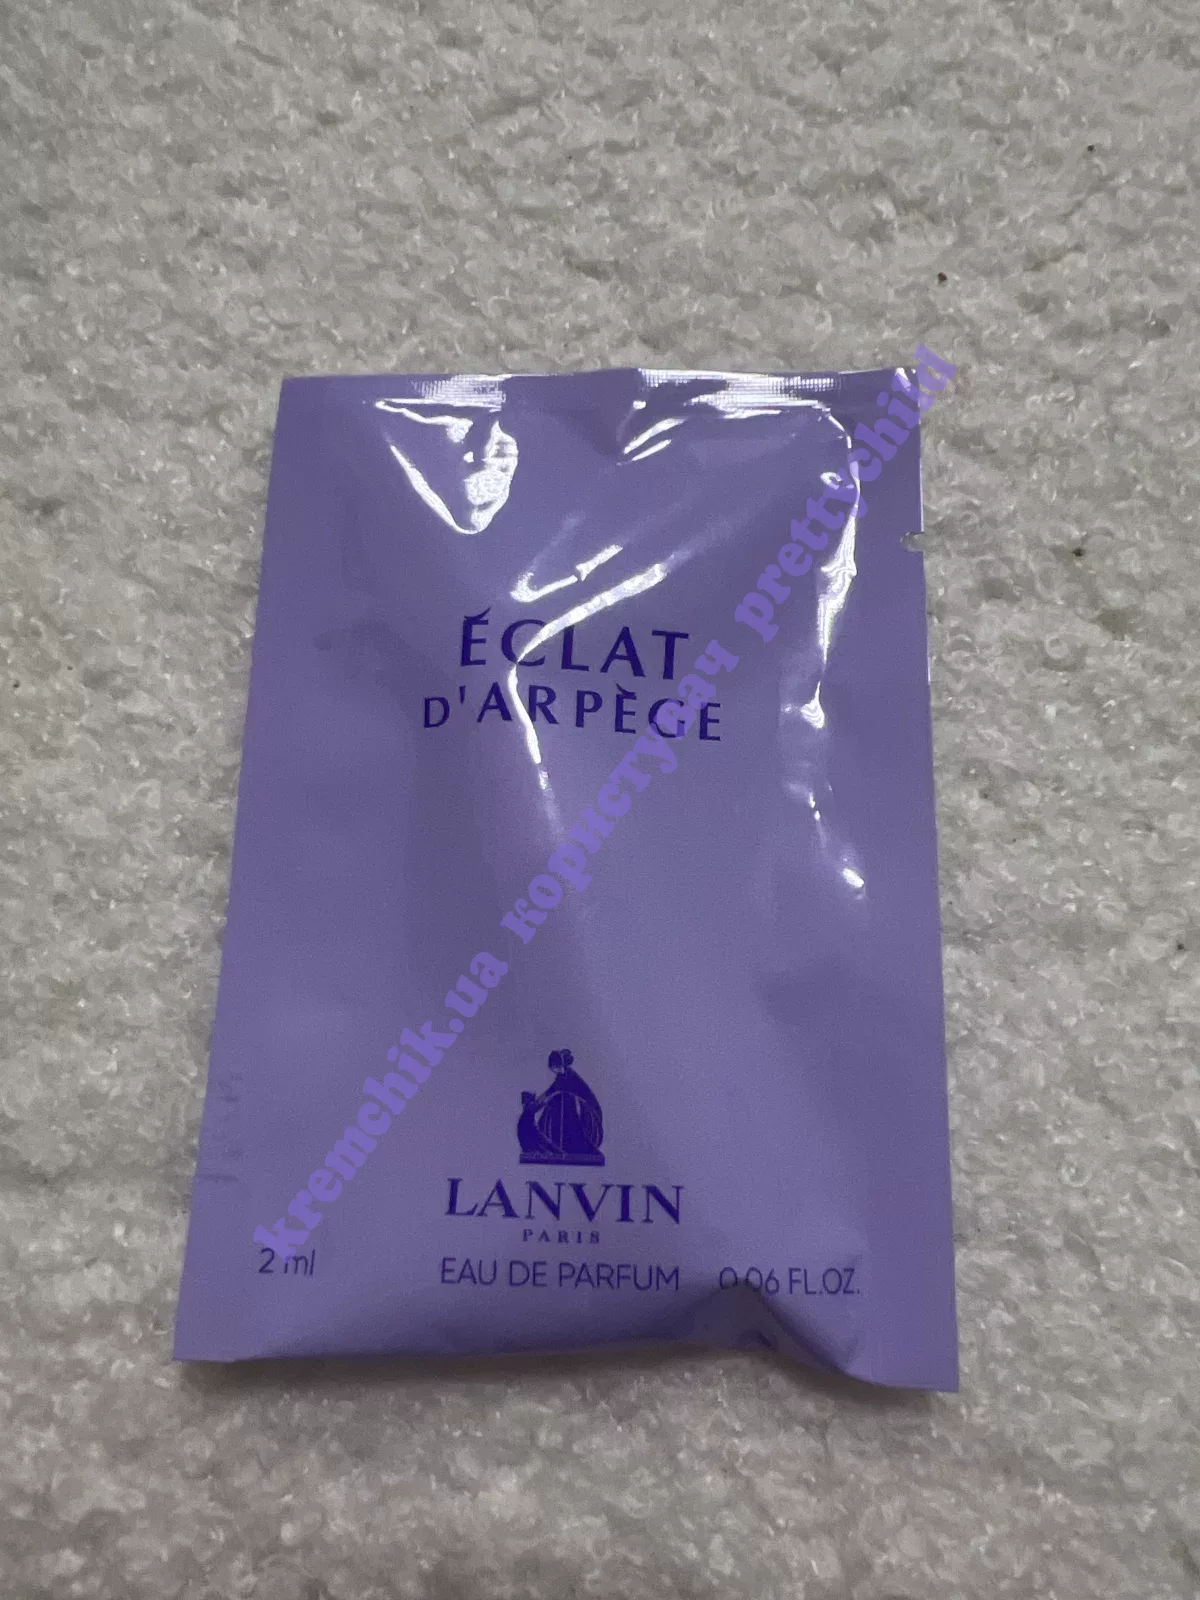 ÉCLAT
D'ARPÈGE
LANVIN
PARIS
2 ml EAU DE PARFUM 0.06 FL.OZ.
kremchik.ua користувач prettychild